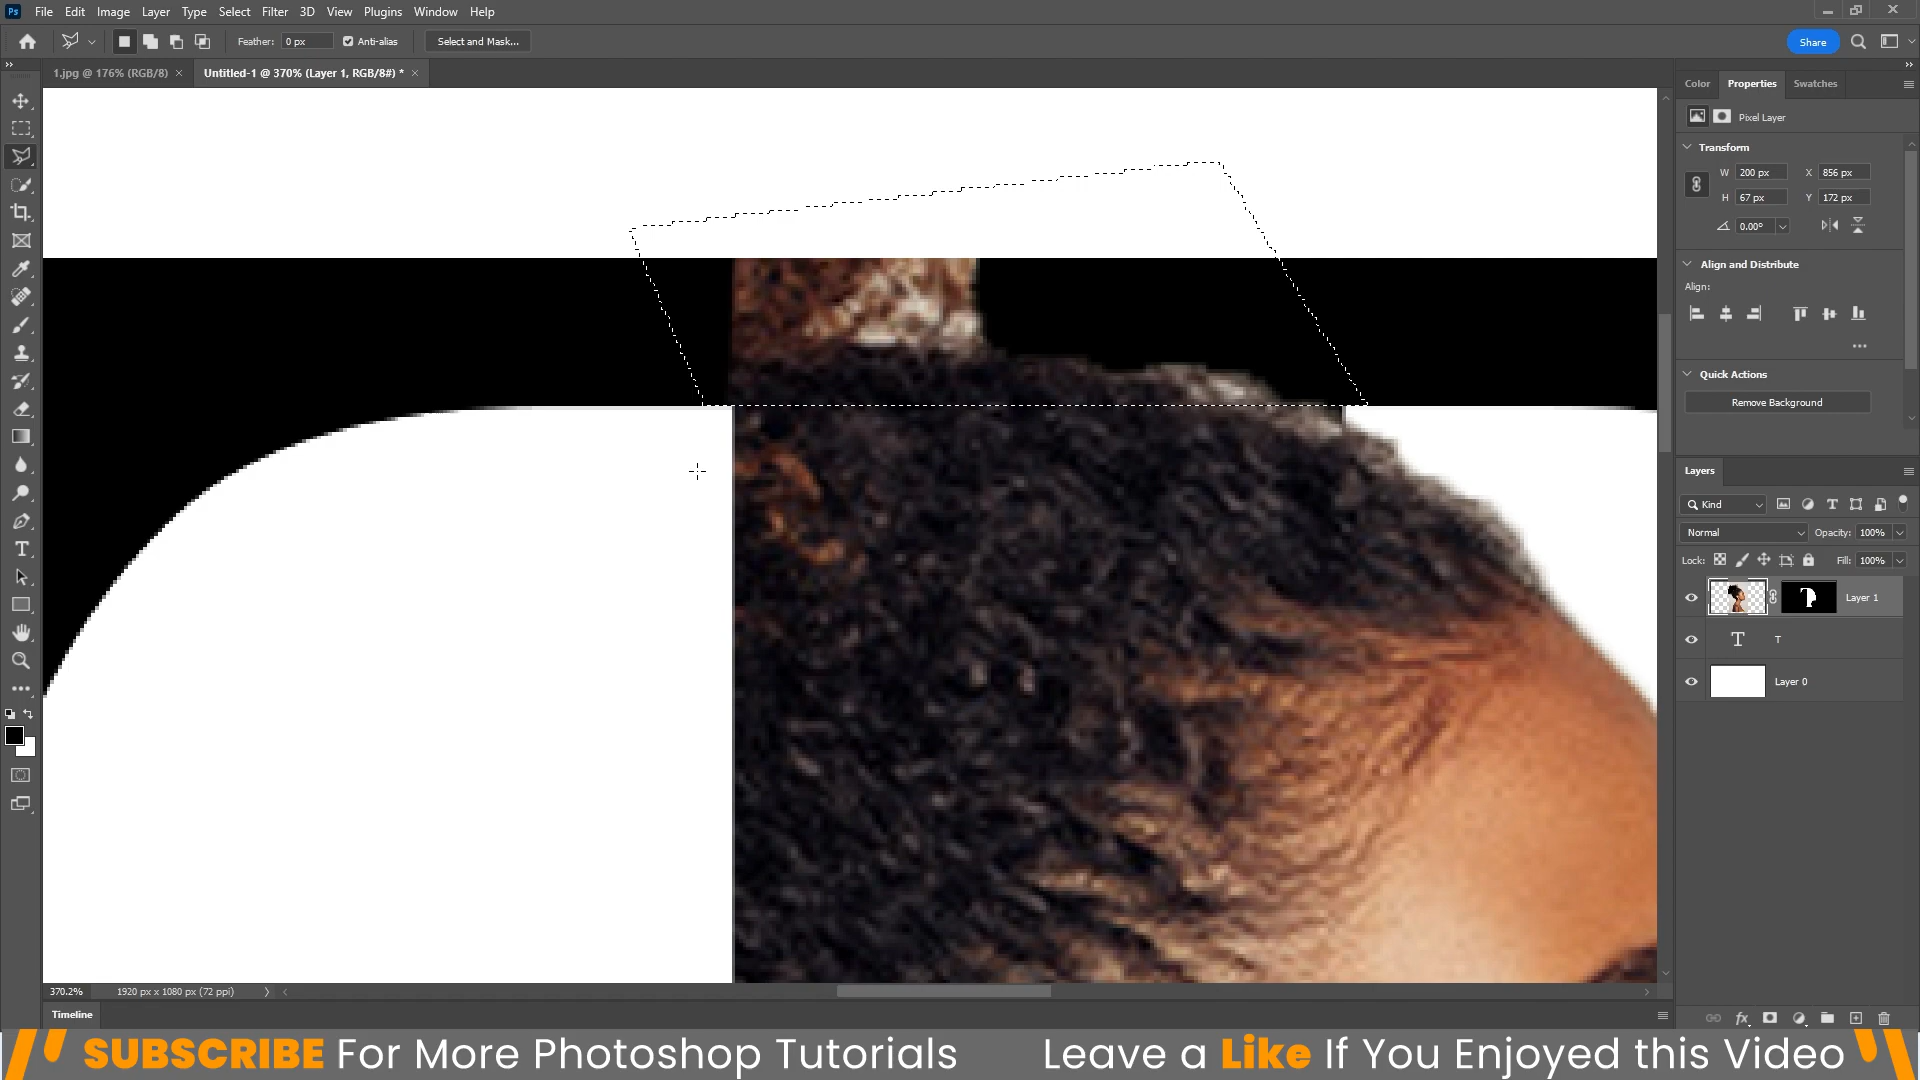 Ps File Edit Image Layer Type Select Filter 3D View Plugins Window Help
Feather: 0 px Anti-alias Select and Mask... Share
1.jpg @ 176% (RGB/8) × Untitled-1 @ 370% (Layer 1, RGB/8#) * ×
Color Properties Swatches
Pixel Layer
Transform
W 200 px X 856 px
H 67 px Y 172 px
0.00°
Align and Distribute
Align:
Quick Actions
Remove Background
Layers
Kind
Normal Opacity: 100%
Lock: Fill: 100%
Layer 1
T T
Layer 0
370.2% 1920 px x 1080 px (72 ppi)
Timeline
SUBSCRIBE For More Photoshop Tutorials Leave a Like If You Enjoyed this Video